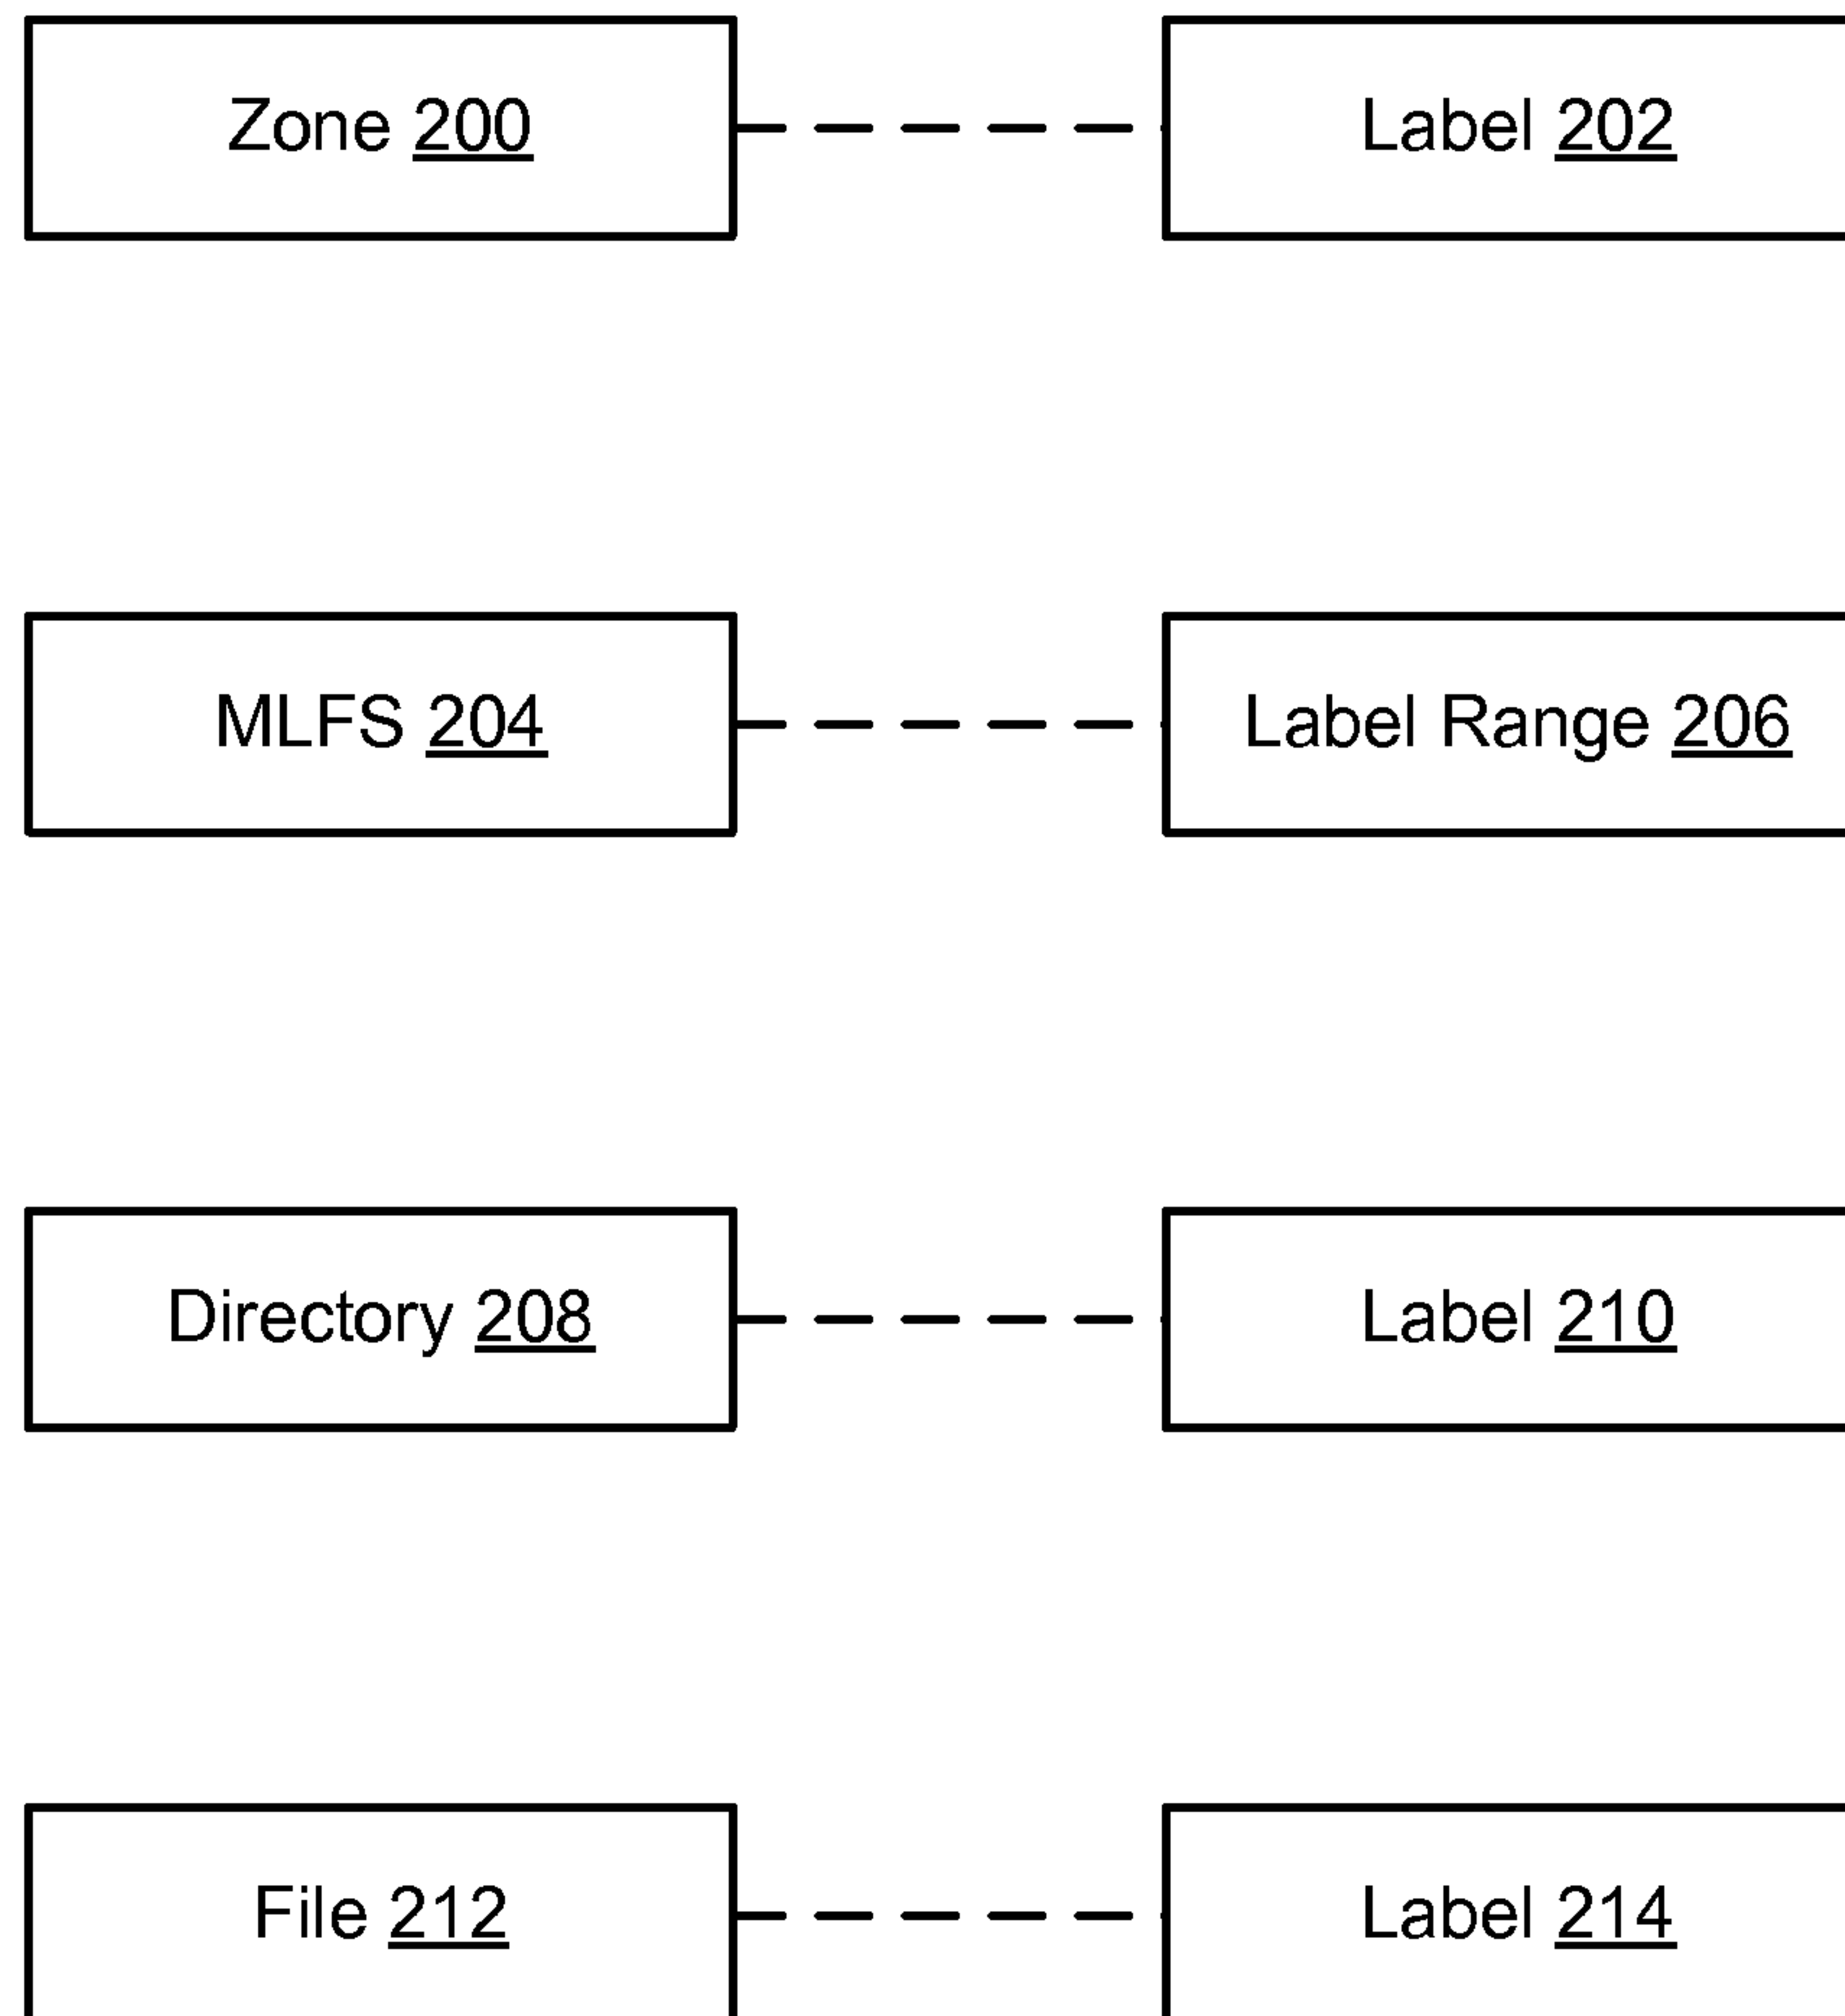 Zone 200
Label 202
MLFS 204
Label Range 206
Directory 208
Label 210
File 212
Label 214